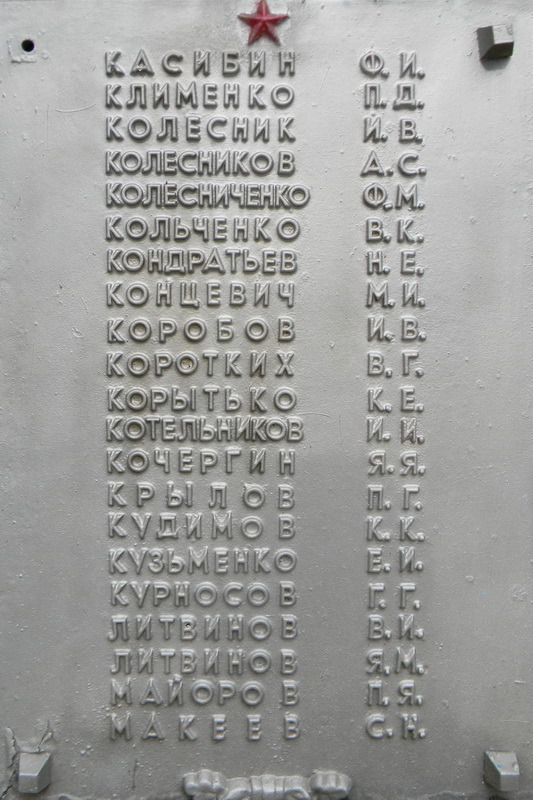 КАСИБИН Ф. И.
КЛИМЕНКО П. Д.
КОЛЕСНИК И. В.
КОЛЕСНИКОВ А. С.
КОЛЕСНИЧЕНКО Ф. М.
КОЛЬЧЕНКО В. К.
КОНДРАТЬЕВ Н. Е.
КОНЦЕВИЧ М. И.
КОРОБОВ И. В.
КОРОТКИХ В. Г.
КОРЫТЬКО К. Е.
КОТЕЛЬНИКОВ И. И.
КОЧЕРГИН Я. Я.
КРЫЛОВ П. Г.
КУДИМОВ К. К.
КУЗЬМЕНКО Е. И.
КУРНОСОВ Г. Г.
ЛИТВИНОВ В. И.
ЛИТВИНОВ Я. М.
МАЙОРОВ П. Я.
МАКЕЕВ С. Н.